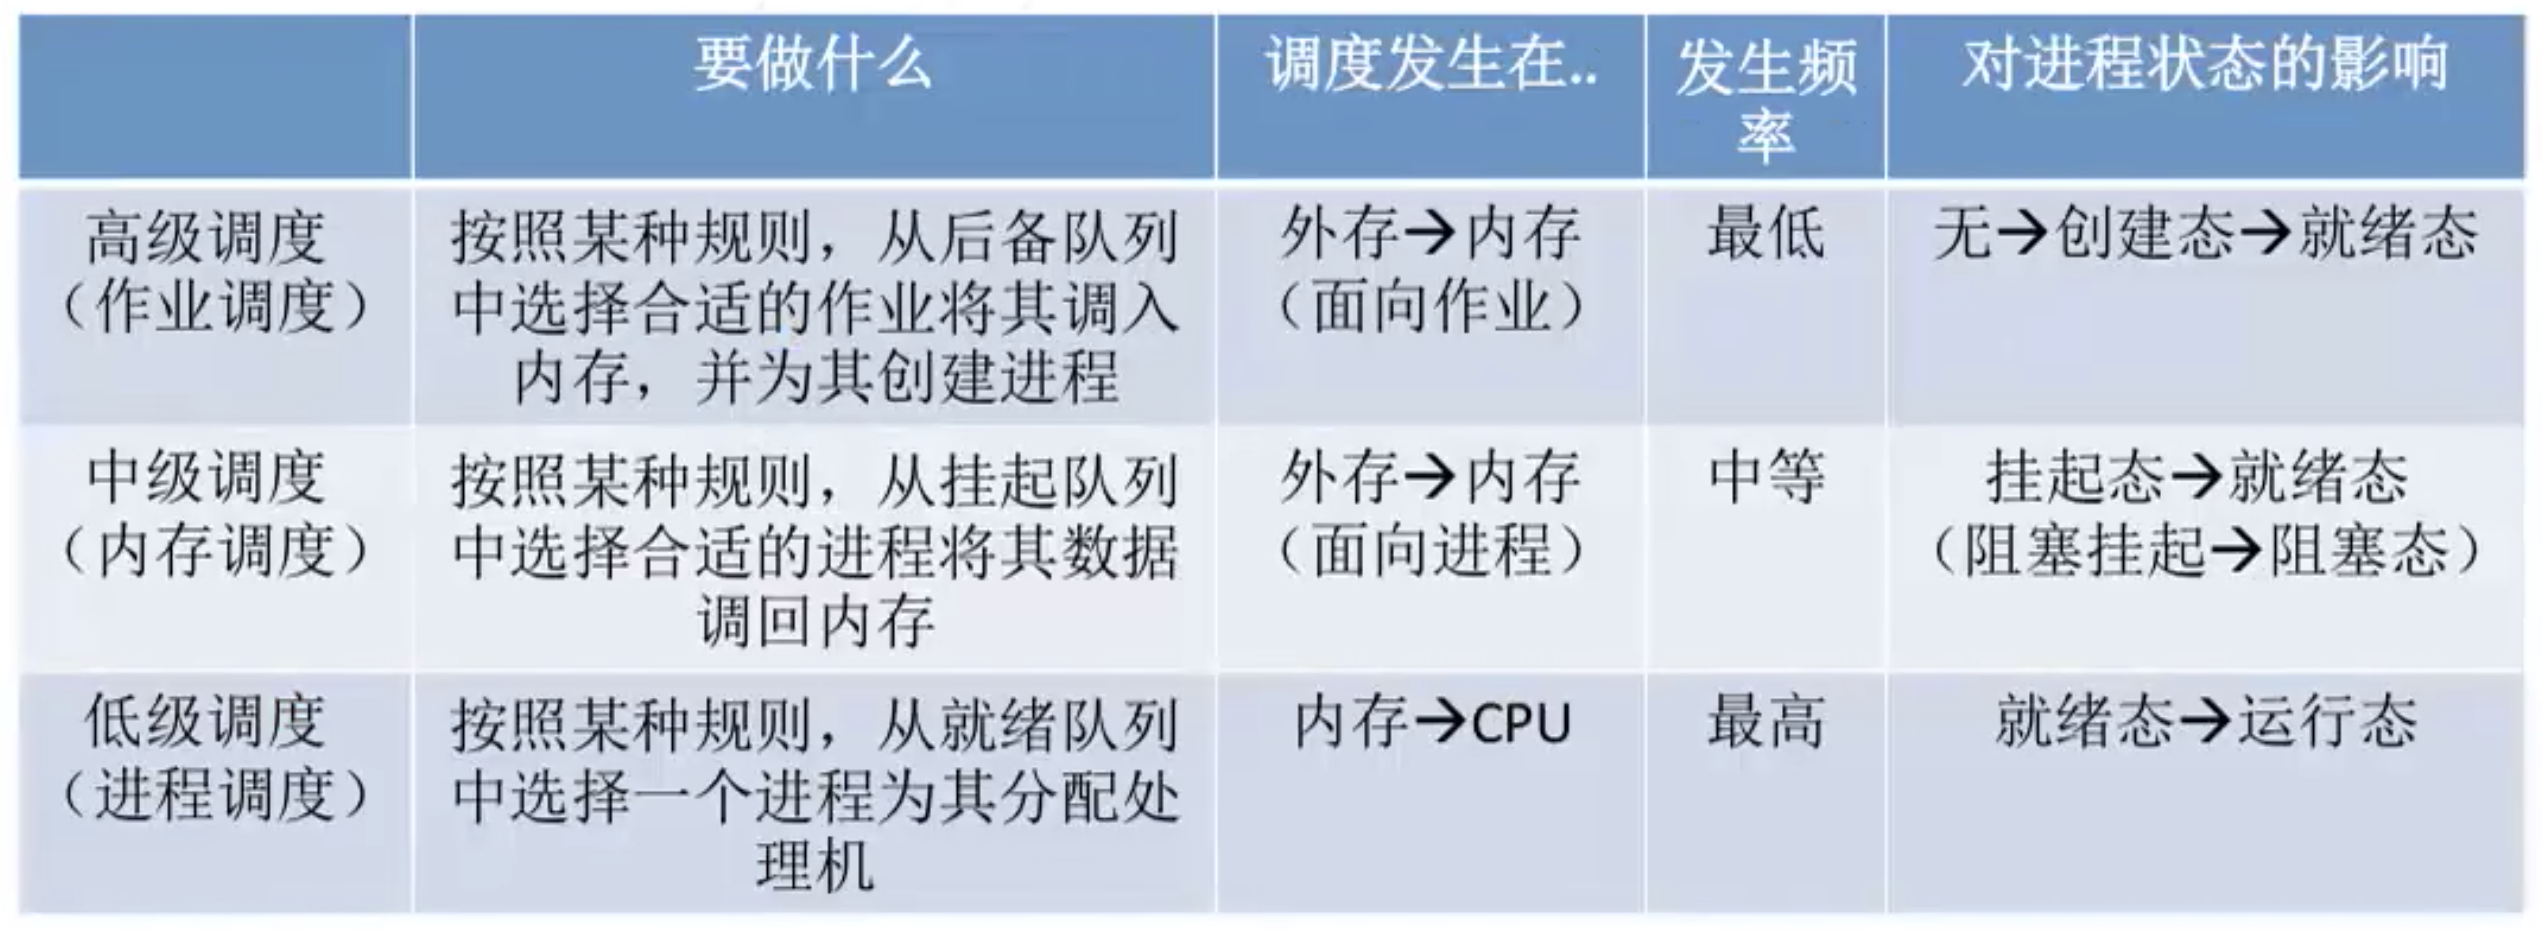 要做什么
调度发生在..
发生频
率
对进程状态的影响
高级调度
（作业调度）
按照某种规则，从后备队列
中选择合适的作业将其调入
内存，并为其创建进程
外存→内存
（面向作业）
最低
无→创建态→就绪态
中级调度
（内存调度）
按照某种规则，从挂起队列
中选择合适的进程将其数据
调回内存
外存→内存
（面向进程）
中等
挂起态→就绪态
（阻塞挂起→阻塞态）
低级调度
（进程调度）
按照某种规则，从就绪队列
中选择一个进程为其分配处
理机
内存→CPU
最高
就绪态→运行态